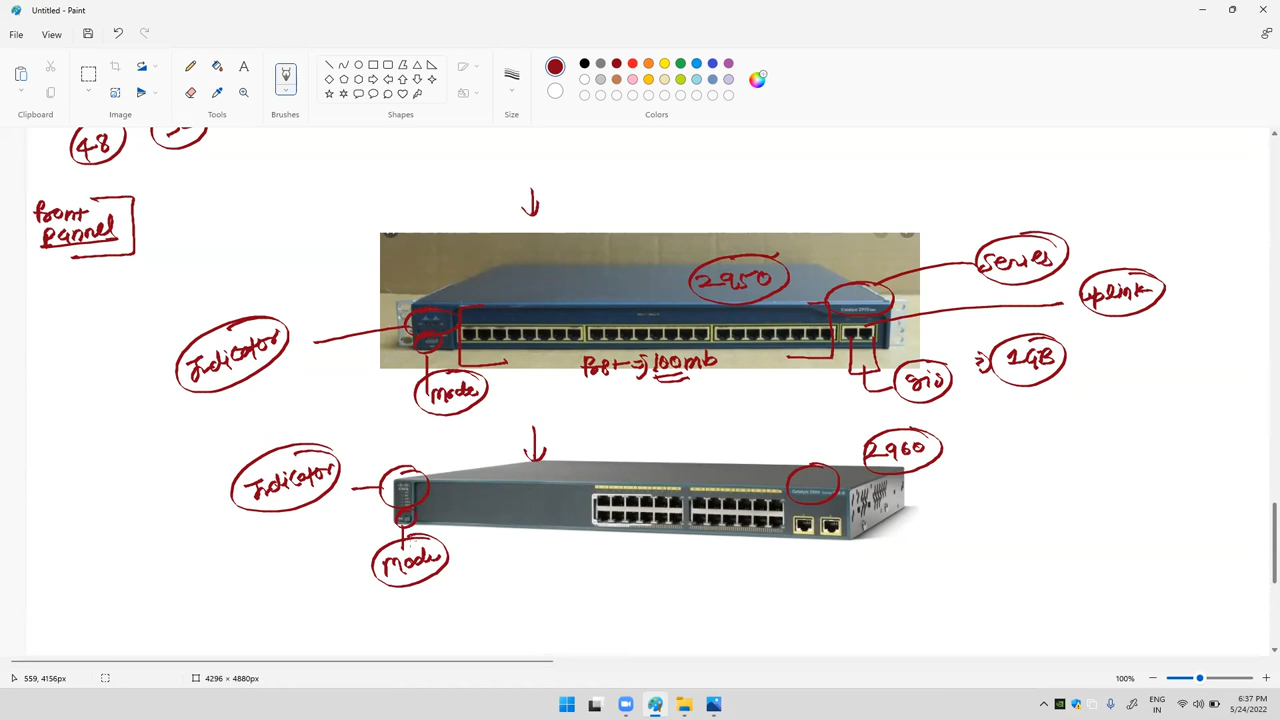 Untitled - Paint
File View
Clipboard Image Tools Brushes Shapes Size Colors
48
Front
pannel
2950
Series
uplink
Indicator
Port ⇒ 100mb
⇒ 1GB
Mode
gig
2960
Indicator
Mode
559, 4156px
4296 × 4880px
100%
ENG
IN
6:37 PM
5/24/2022